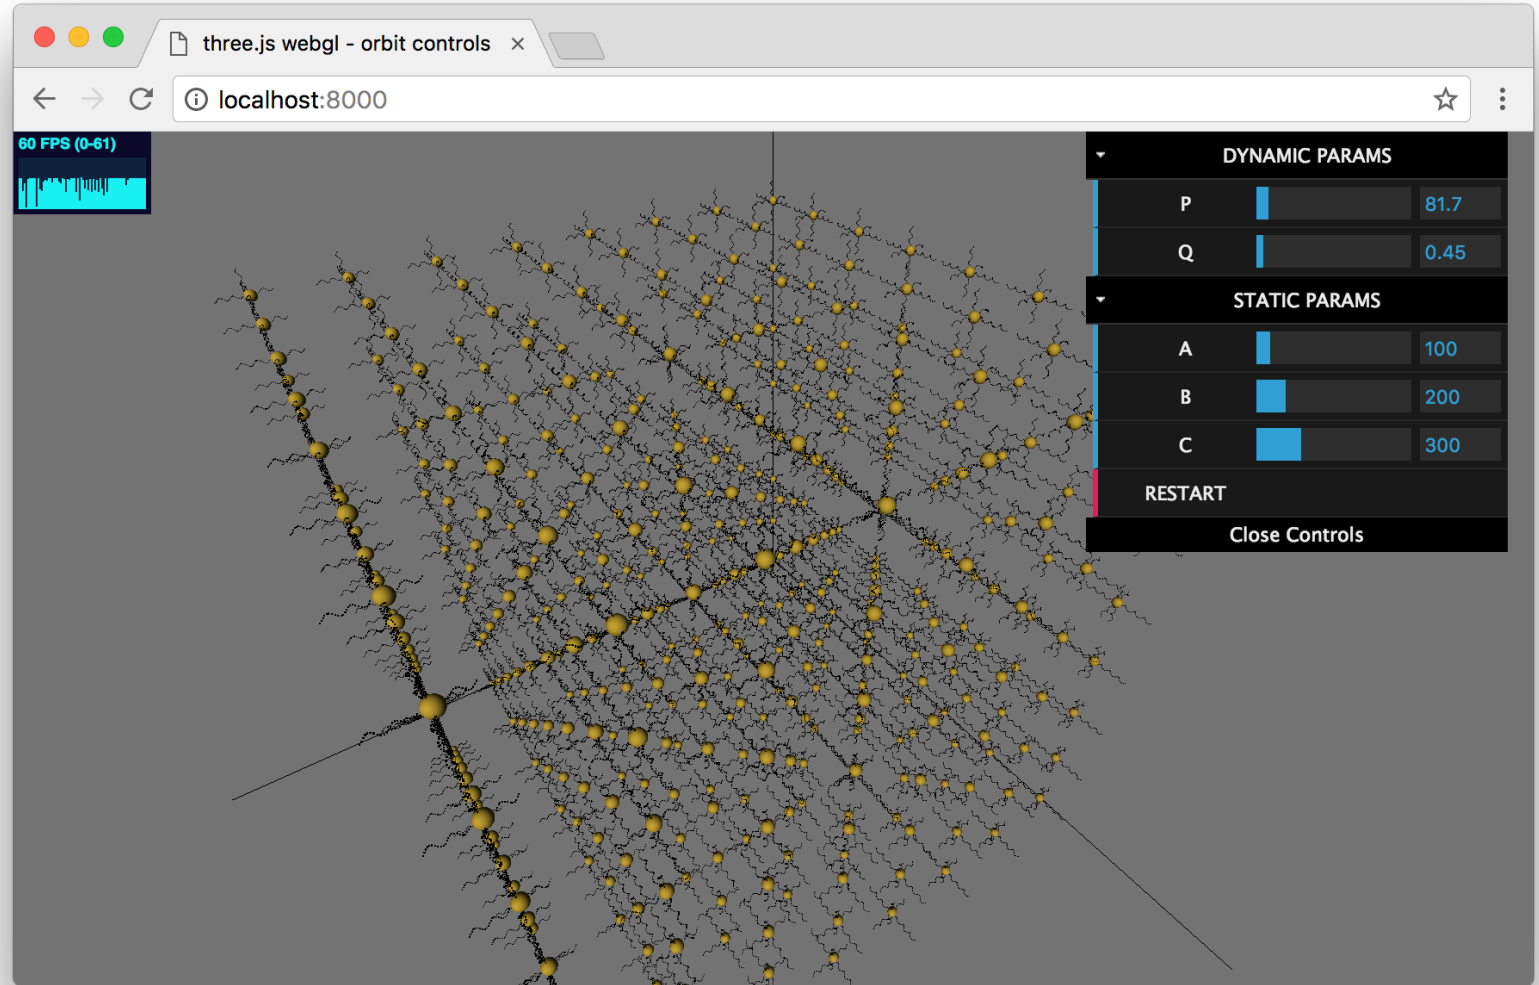 three.js webgl - orbit controls
localhost:8000
60 FPS (0-61)
DYNAMIC PARAMS
P 81.7
Q 0.45
STATIC PARAMS
A 100
B 200
C 300
RESTART
Close Controls